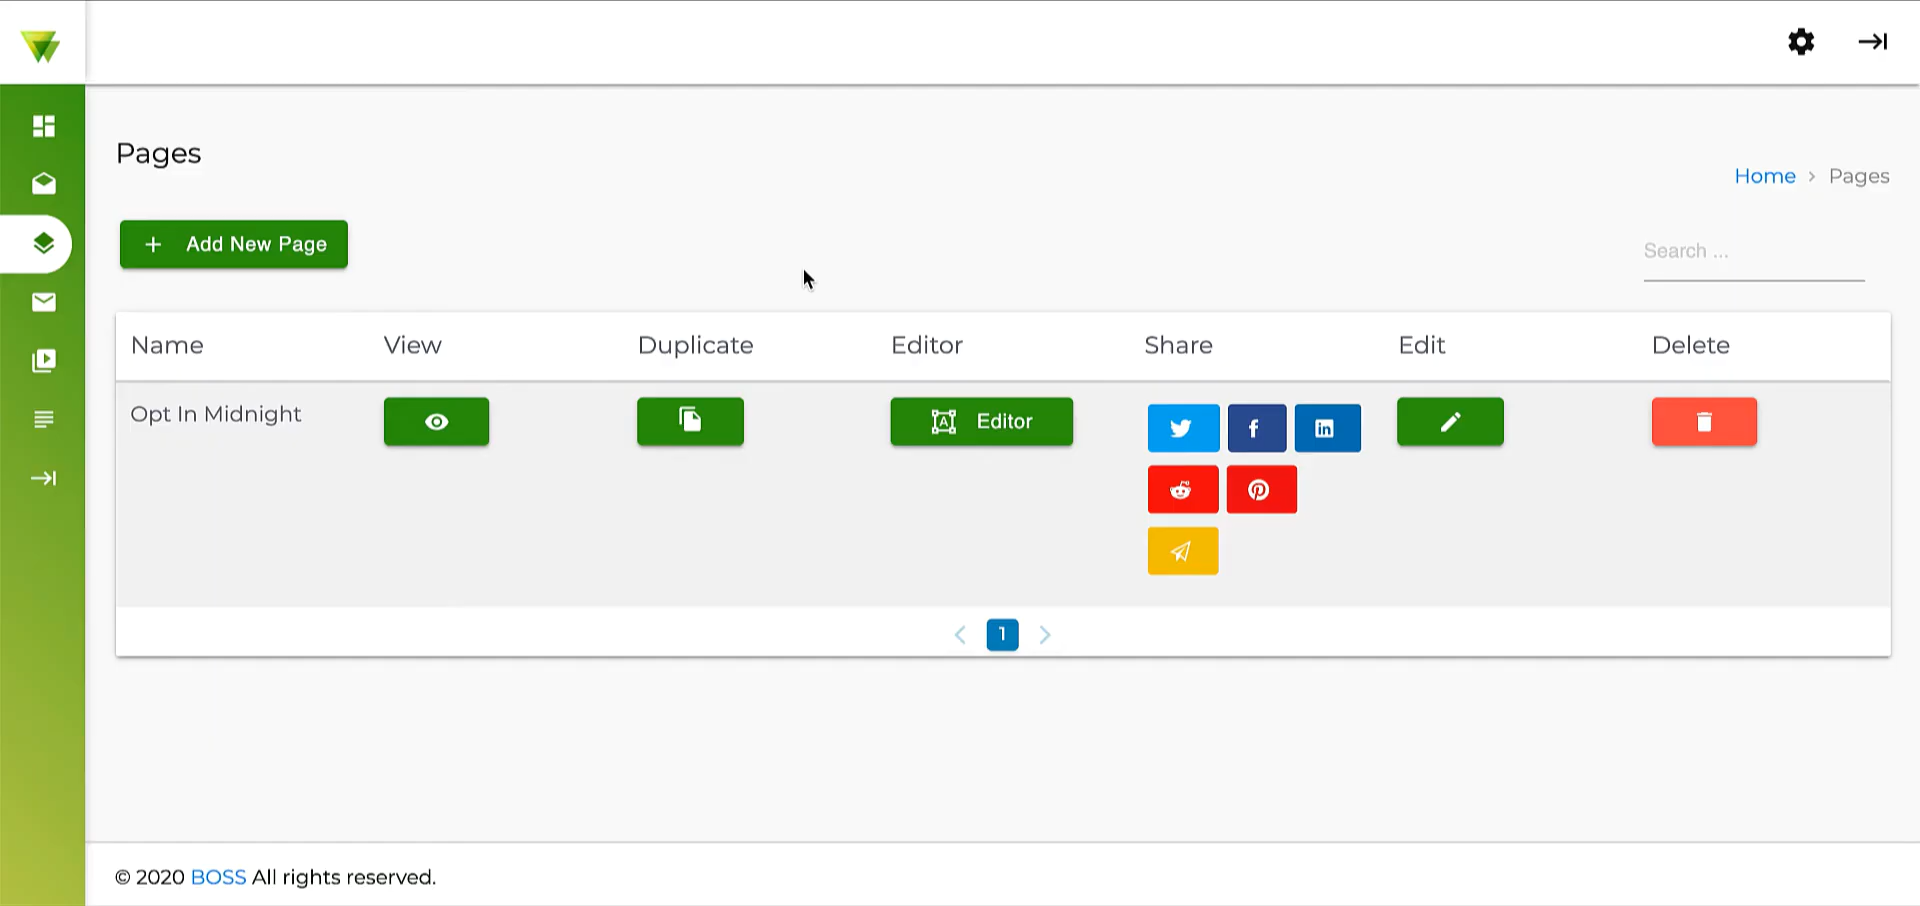 Pages
Home › Pages
Add New Page
Search ...
Name View Duplicate Editor Share Edit Delete
Opt In Midnight Editor
1
© 2020 BOSS All rights reserved.